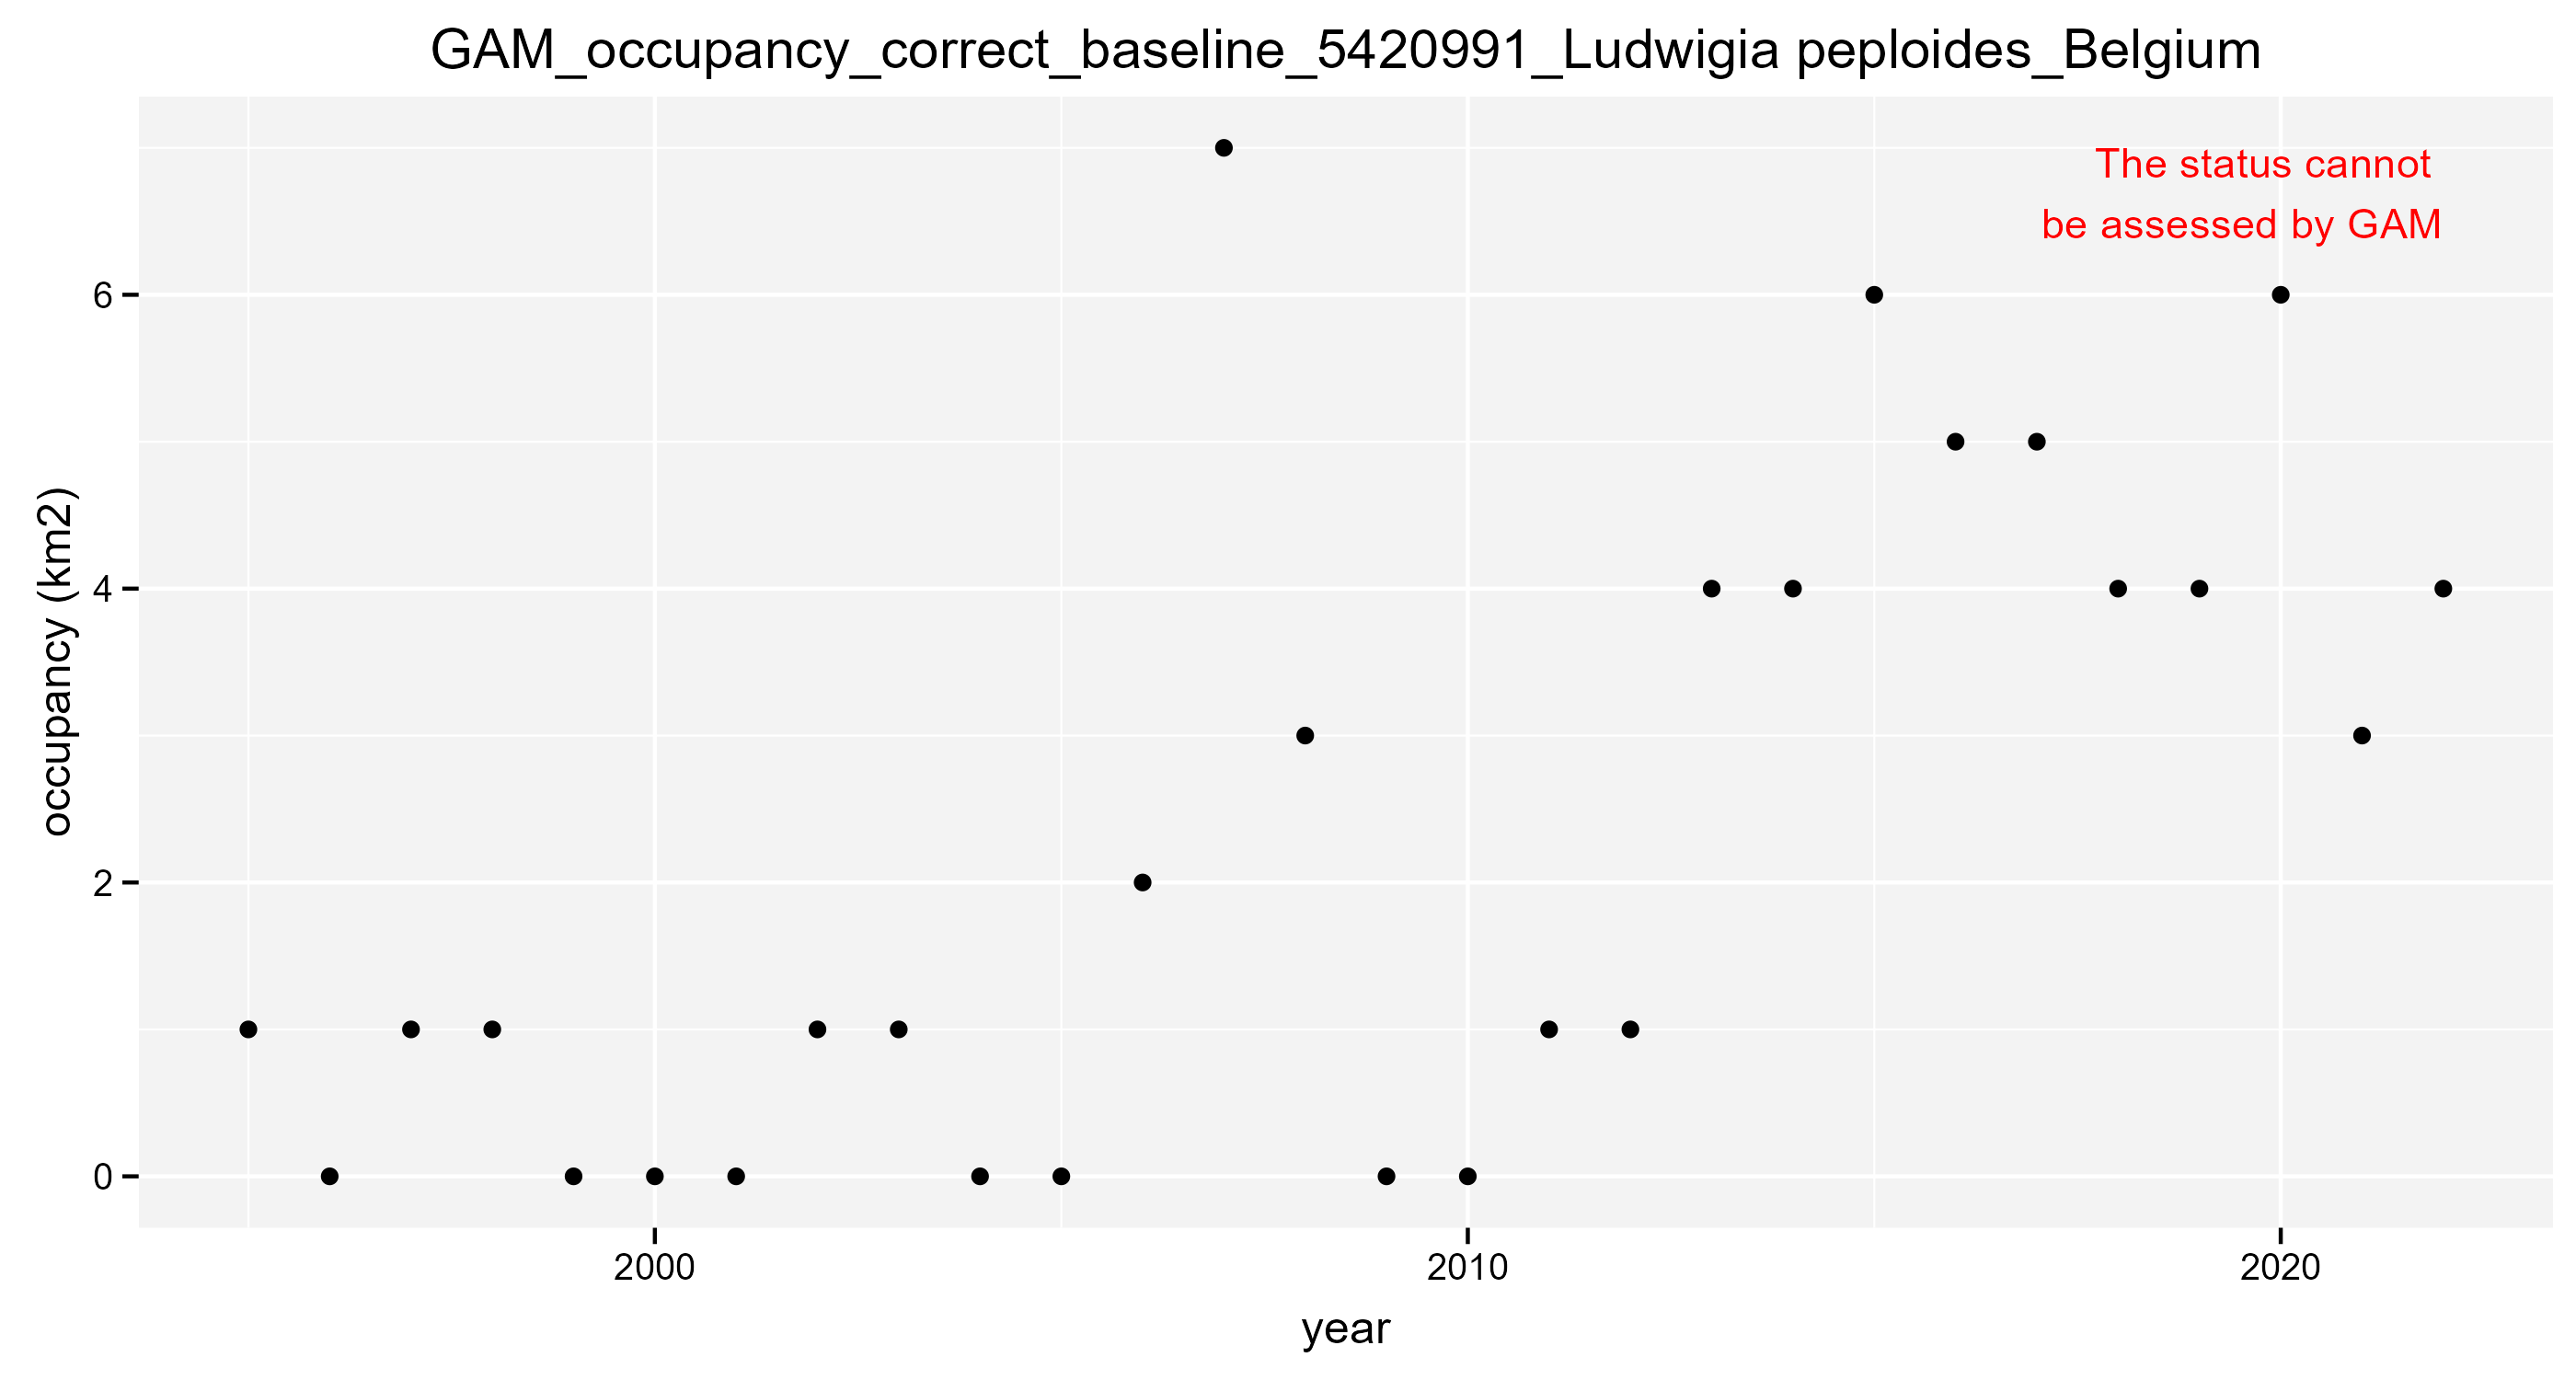 GAM_occupancy_correct_baseline_5420991_Ludwigia peploides_Belgium
The status cannot
be assessed by GAM
occupancy (km2)
6
4
2
0
2000
2010
2020
year